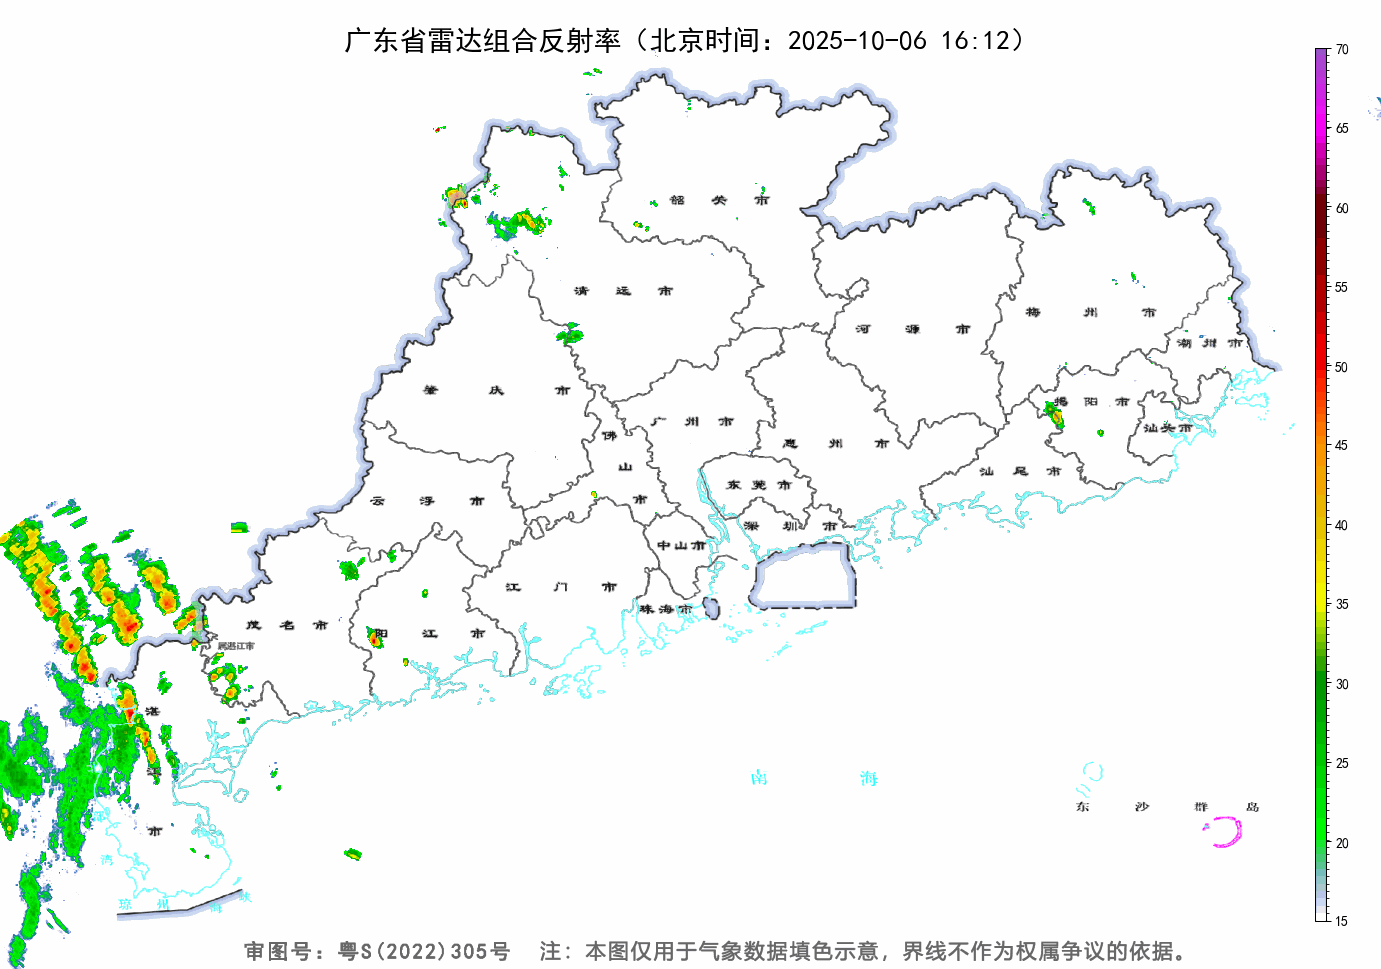 广东省雷达组合反射率（北京时间：2025-10-06 16:12）
70
65
60
55
50
45
40
35
30
25
20
15
韶关市
清远市
河源市
梅州市
潮州市
肇庆市
广州市
佛山市
惠州市
揭阳市
汕头市
汕尾市
云浮市
东莞市
深圳市
中山市
江门市
珠海市
茂名市
阳江市
属湛江市
湛江市
南海
东沙群岛
湾
琼州海峡
审图号：粤S(2022)305号 注：本图仅用于气象数据填色示意，界线不作为权属争议的依据。